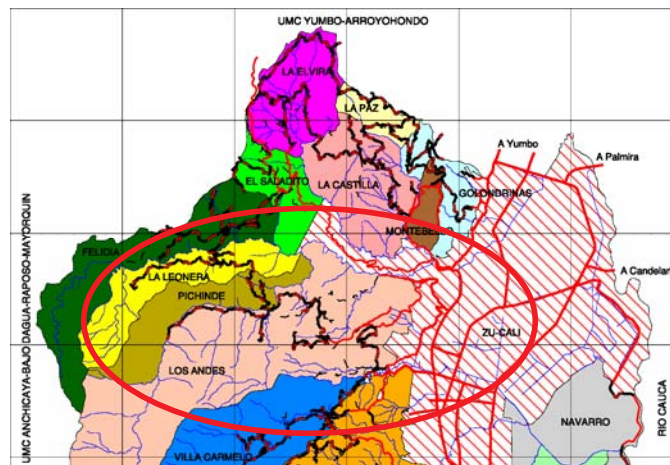 UMC YUMBO-ARROYOHONDO
LA ELVIRA
LA PAZ
A Yumbo
A Palmira
EL SALADITO
LA CASTILLA
GOLONDRINAS
MONTEBELLO
FELIDIA
LA LEONERA
A Candelar
PICHINDE
ZU-CALI
LOS ANDES
NAVARRO
VILLA CARMELO
UMC ANCHICAYA-BAJO DAGUA-RAPOSO-MAYORQUIN
RIO CAUCA